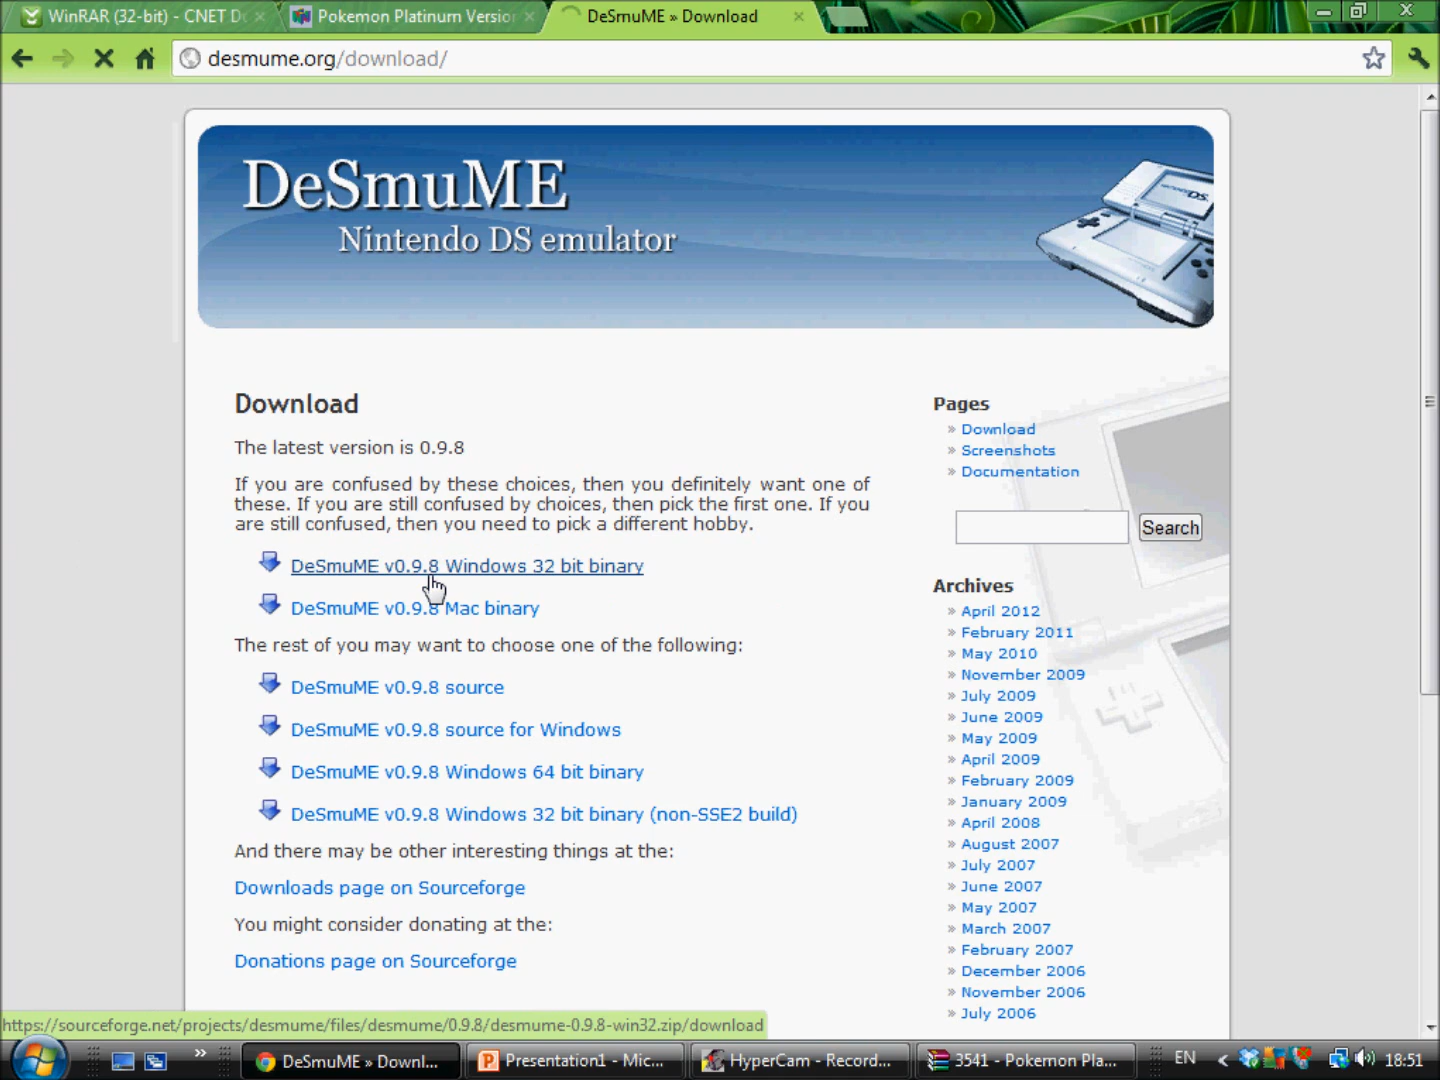 WinRAR (32-bit) - CNET Do
Pokemon Platinum Version
DeSmuME » Download
desmume.org/download/
DeSmuME
Nintendo DS emulator
NINTENDO DS
Download
The latest version is 0.9.8
If you are confused by these choices, then you definitely want one of
these. If you are still confused by choices, then pick the first one. If you
are still confused, then you need to pick a different hobby.
DeSmuME v0.9.8 Windows 32 bit binary
DeSmuME v0.9.8 Mac binary
The rest of you may want to choose one of the following:
DeSmuME v0.9.8 source
DeSmuME v0.9.8 source for Windows
DeSmuME v0.9.8 Windows 64 bit binary
DeSmuME v0.9.8 Windows 32 bit binary (non-SSE2 build)
And there may be other interesting things at the:
Downloads page on Sourceforge
You might consider donating at the:
Donations page on Sourceforge
Pages
» Download
» Screenshots
» Documentation
Search
Archives
» April 2012
» February 2011
» May 2010
» November 2009
» July 2009
» June 2009
» May 2009
» April 2009
» February 2009
» January 2009
» April 2008
» August 2007
» July 2007
» June 2007
» May 2007
» March 2007
» February 2007
» December 2006
» November 2006
» July 2006
https://sourceforge.net/projects/desmume/files/desmume/0.9.8/desmume-0.9.8-win32.zip/download
DeSmuME » Downl...
Presentation1 - Mic...
HyperCam - Record...
3541 - Pokemon Pla...
EN
18:51